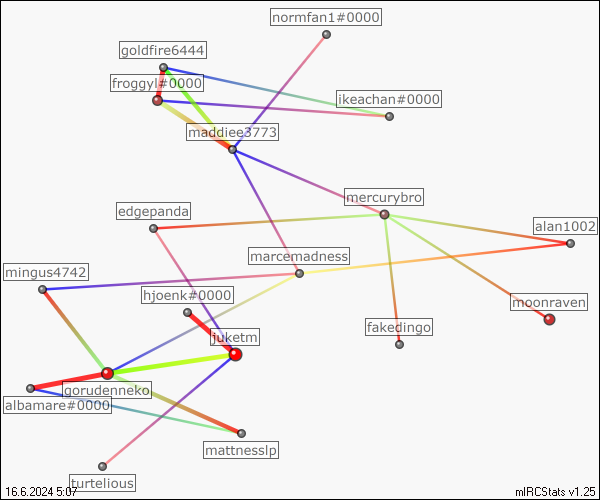 normfan1#0000
goldfire6444
froggyl#0000
ikeachan#0000
maddiee3773
mercurybro
edgepanda
alan1002
marcemadness
mingus4742
hjoenk#0000
moonraven
fakedingo
juketm
gorudenneko
albamare#0000
mattnesslp
turtelious
16.6.2024 5:07
mIRCStats v1.25